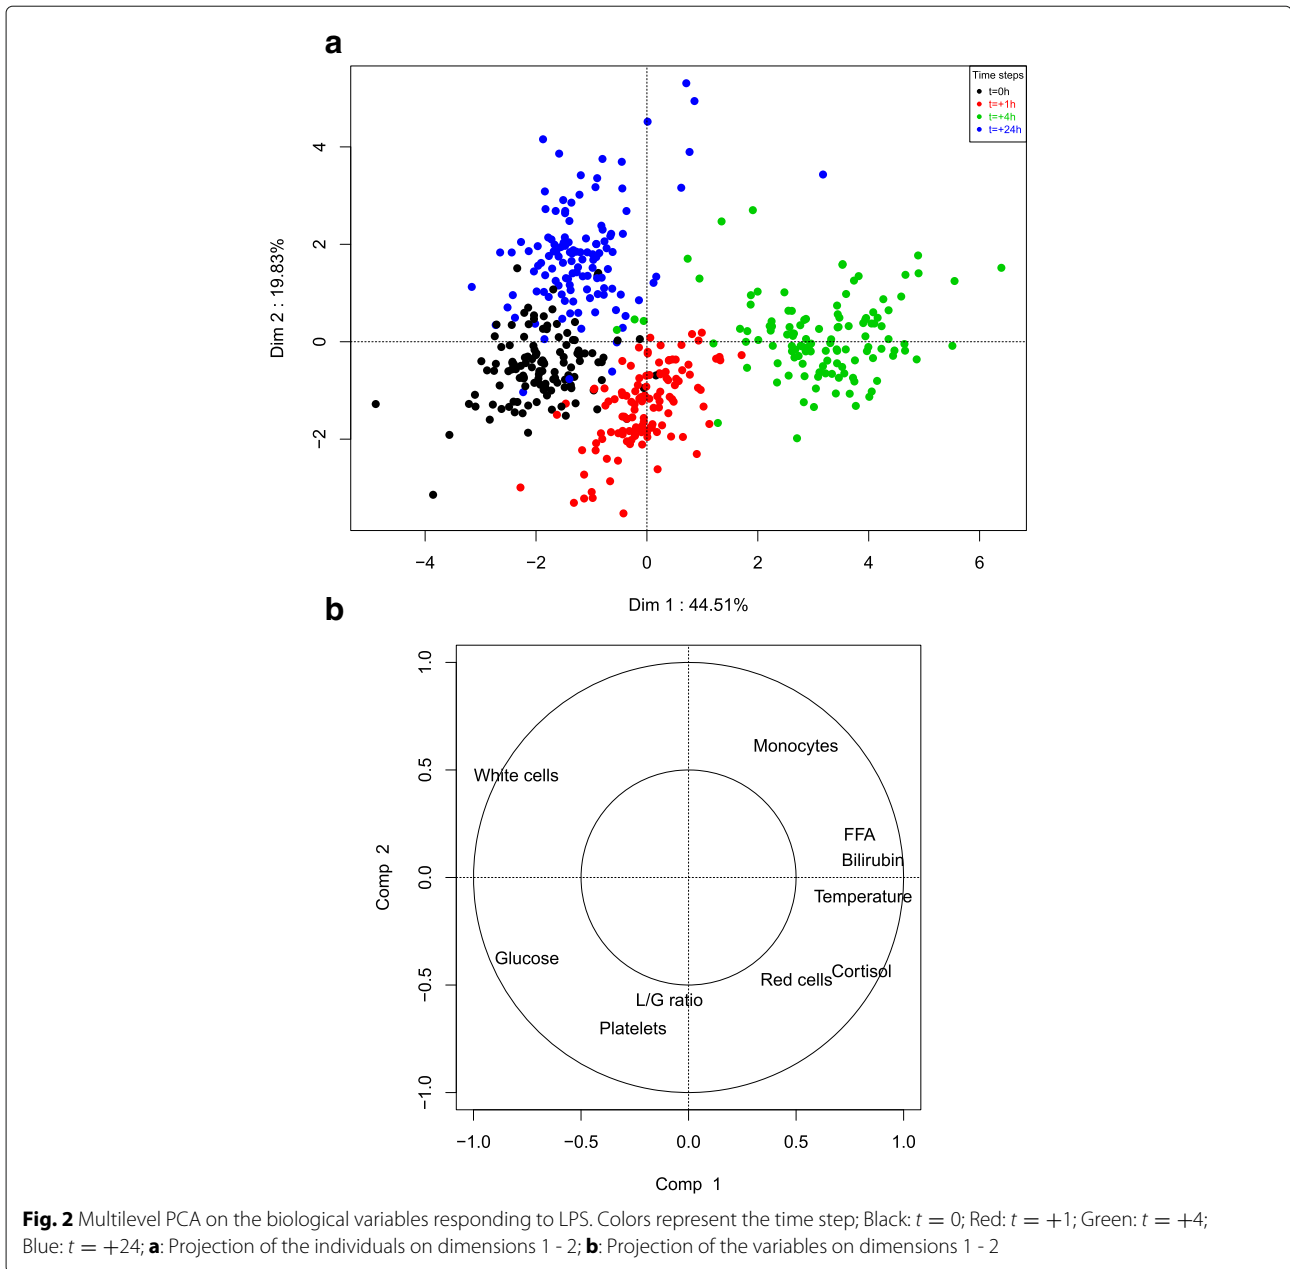 a
Time steps
t=0h
t=+1h
t=+4h
t=+24h
4
2
0
−2
Dim 2 : 19.83%
−4 −2 0 2 4 6
Dim 1 : 44.51%
b
1.0
0.5
0.0
−0.5
−1.0
Comp 2
Monocytes
White cells
FFA
Bilirubin
Temperature
Glucose
Cortisol
Red cells
L/G ratio
Platelets
−1.0 −0.5 0.0 0.5 1.0
Comp 1
Fig. 2 Multilevel PCA on the biological variables responding to LPS. Colors represent the time step; Black: t = 0; Red: t = +1; Green: t = +4;
Blue: t = +24; a: Projection of the individuals on dimensions 1 - 2; b: Projection of the variables on dimensions 1 - 2